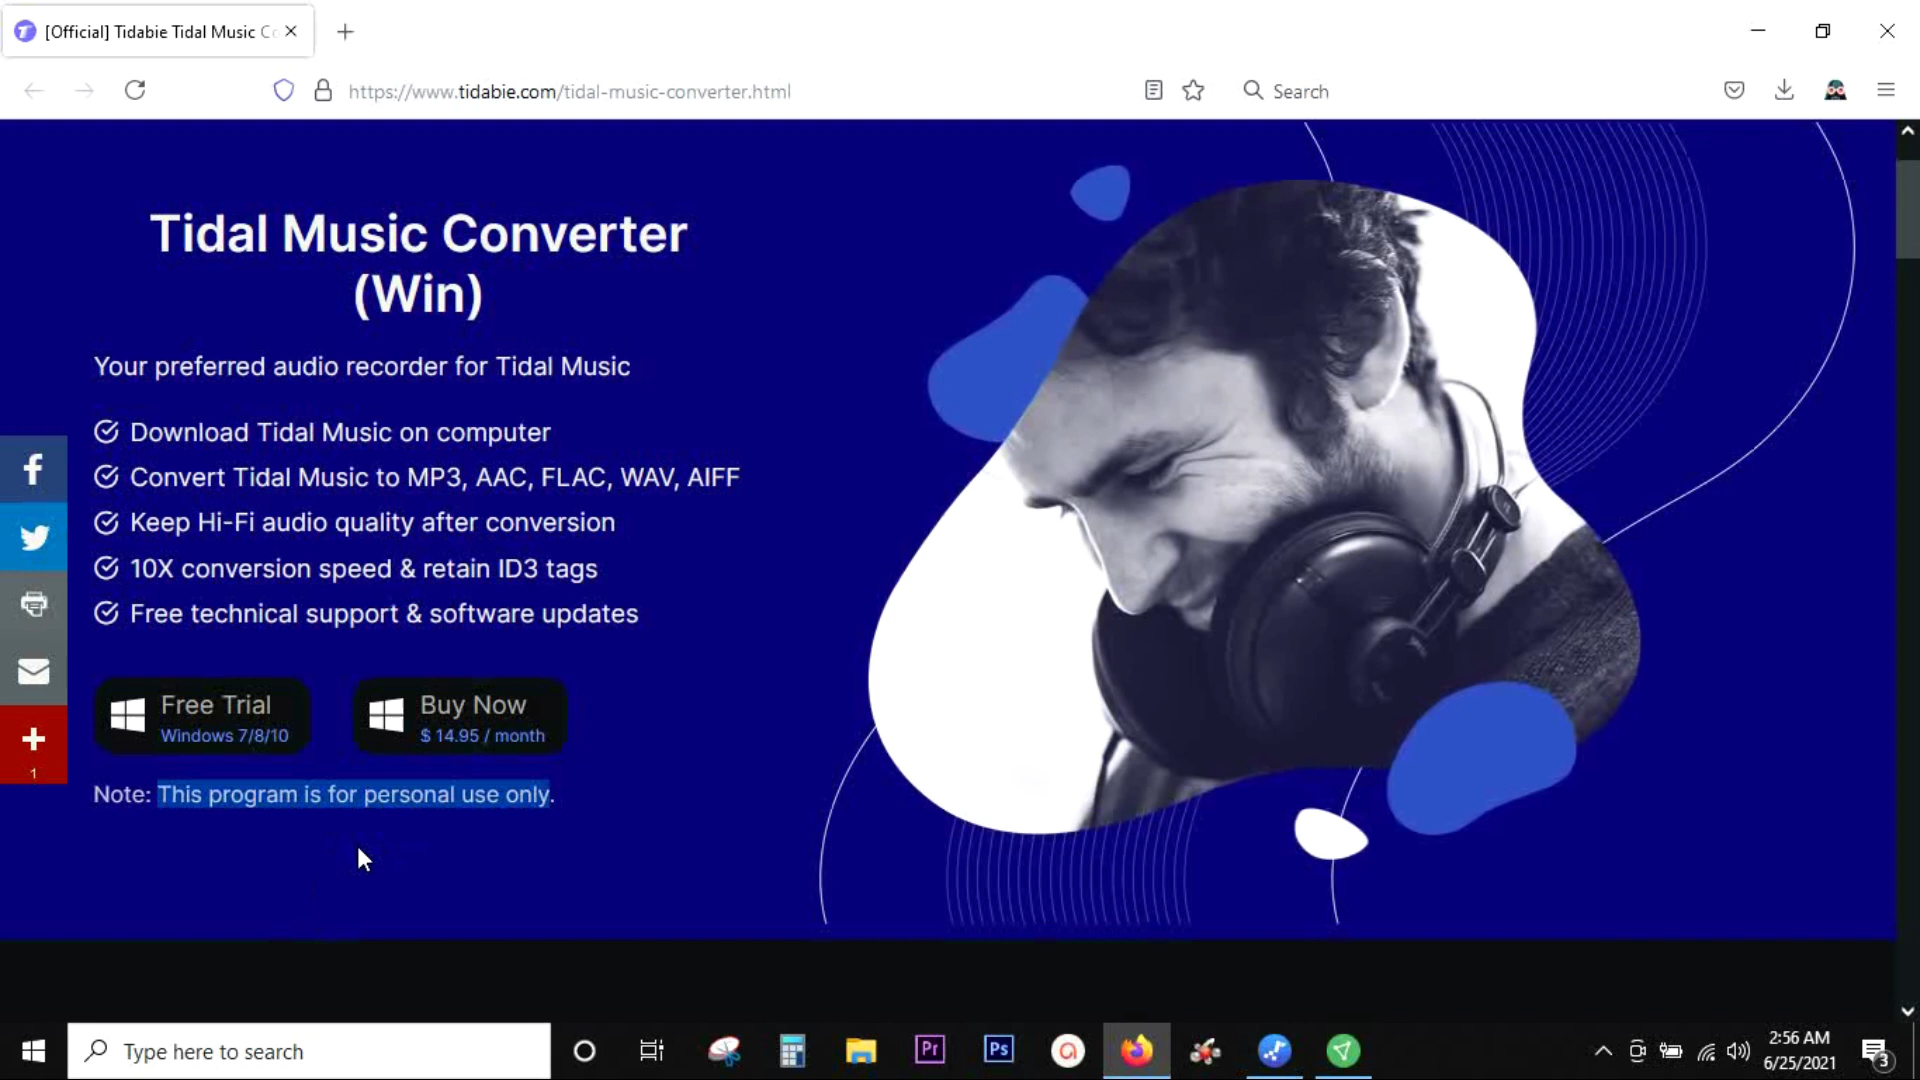 [Official] Tidabie Tidal Music Co
https://www.tidabie.com/tidal-music-converter.html
Search
Tidal Music Converter
(Win)
Your preferred audio recorder for Tidal Music
Download Tidal Music on computer
Convert Tidal Music to MP3, AAC, FLAC, WAV, AIFF
Keep Hi-Fi audio quality after conversion
10X conversion speed & retain ID3 tags
Free technical support & software updates
Free Trial
Windows 7/8/10
Buy Now
$ 14.95 / month
Note: This program is for personal use only.
1
Type here to search
Pr
Ps
2:56 AM
6/25/2021
3